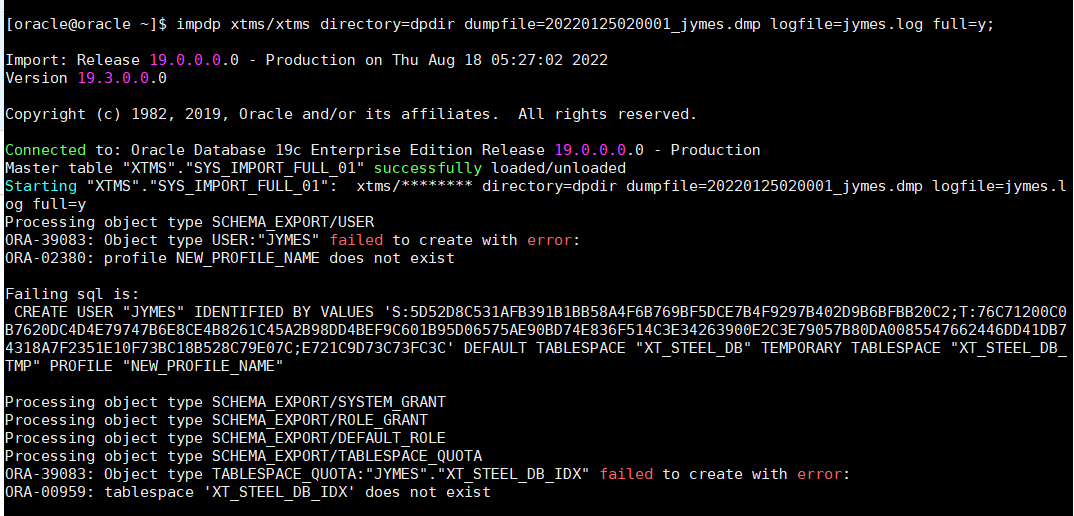 [oracle@oracle ~]$ impdp xtms/xtms directory=dpdir dumpfile=20220125020001_jymes.dmp logfile=jymes.log full=y;
Import: Release 19.0.0.0.0 - Production on Thu Aug 18 05:27:02 2022
Version 19.3.0.0.0
Copyright (c) 1982, 2019, Oracle and/or its affiliates.  All rights reserved.
Connected to: Oracle Database 19c Enterprise Edition Release 19.0.0.0.0 - Production
Master table "XTMS"."SYS_IMPORT_FULL_01" successfully loaded/unloaded
Starting "XTMS"."SYS_IMPORT_FULL_01":  xtms/******** directory=dpdir dumpfile=20220125020001_jymes.dmp logfile=jymes.l
og full=y
Processing object type SCHEMA_EXPORT/USER
ORA-39083: Object type USER:"JYMES" failed to create with error:
ORA-02380: profile NEW_PROFILE_NAME does not exist
Failing sql is:
CREATE USER "JYMES" IDENTIFIED BY VALUES 'S:5D52D8C531AFB391B1BB58A4F6B769BF5DCE7B4F9297B402D9B6BFBB20C2;T:76C71200C0
B7620DC4D4E79747B6E8CE4B8261C45A2B98DD4BEF9C601B95D06575AE90BD74E836F514C3E34263900E2C3E79057B80DA0085547662446DD41DB7
4318A7F2351E10F73BC18B528C79E07C;E721C9D73C73FC3C' DEFAULT TABLESPACE "XT_STEEL_DB" TEMPORARY TABLESPACE "XT_STEEL_DB_
TMP" PROFILE "NEW_PROFILE_NAME"
Processing object type SCHEMA_EXPORT/SYSTEM_GRANT
Processing object type SCHEMA_EXPORT/ROLE_GRANT
Processing object type SCHEMA_EXPORT/DEFAULT_ROLE
Processing object type SCHEMA_EXPORT/TABLESPACE_QUOTA
ORA-39083: Object type TABLESPACE_QUOTA:"JYMES"."XT_STEEL_DB_IDX" failed to create with error:
ORA-00959: tablespace 'XT_STEEL_DB_IDX' does not exist